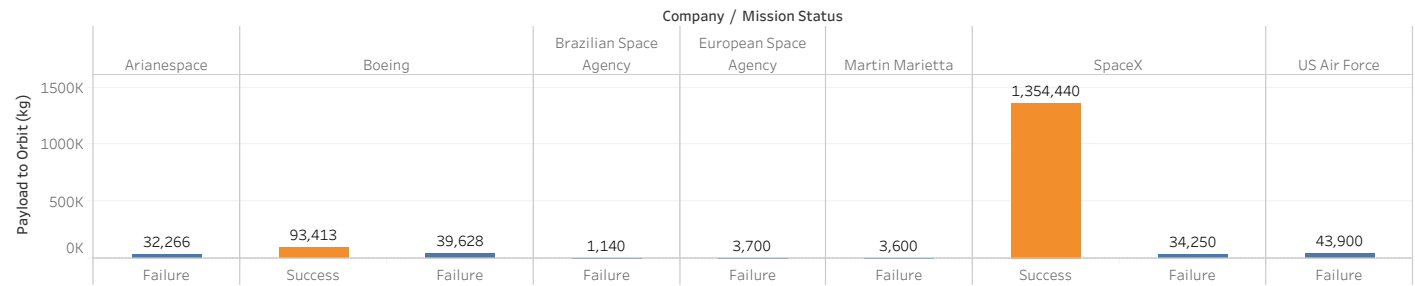 Company / Mission Status
Arianespace
Boeing
Brazilian Space
Agency
European Space
Agency
Martin Marietta
SpaceX
US Air Force
Payload to Orbit (kg)
1500K
1000K
500K
0K
32,266
93,413
39,628
1,140
3,700
3,600
1,354,440
34,250
43,900
Failure
Success
Failure
Failure
Failure
Failure
Success
Failure
Failure